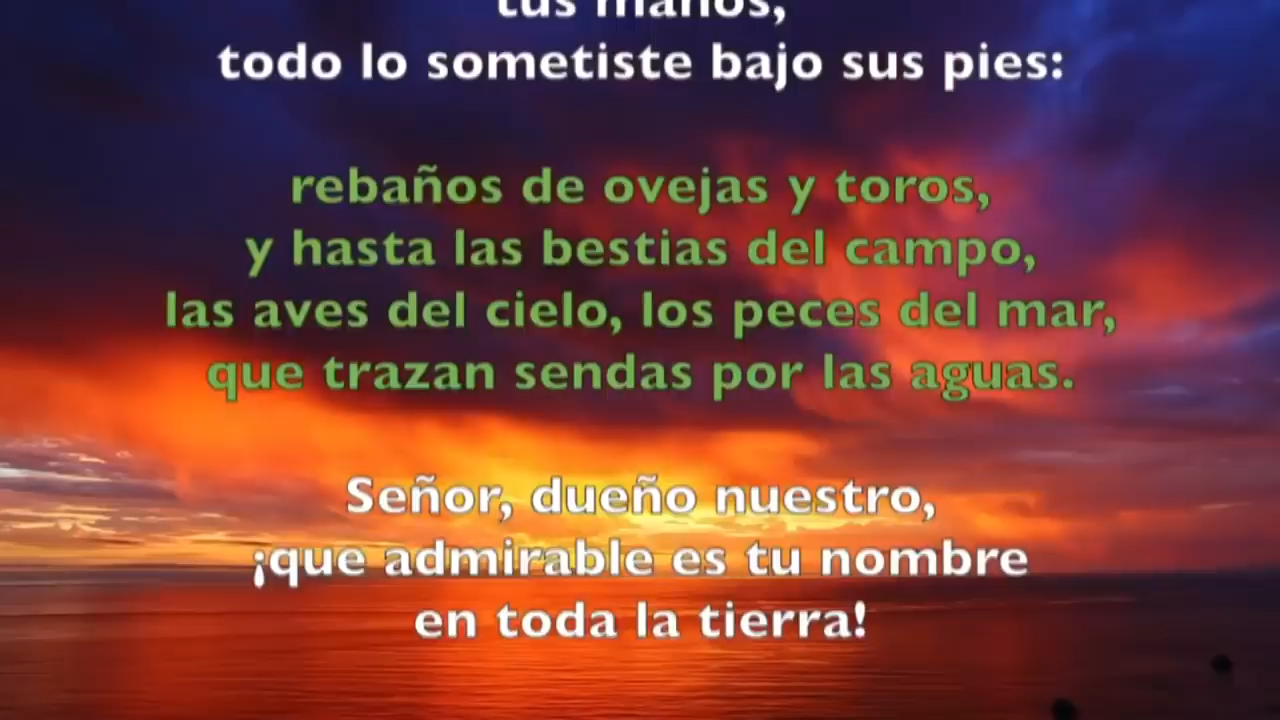 tus manos,
todo lo sometiste bajo sus pies:
rebaños de ovejas y toros,
y hasta las bestias del campo,
las aves del cielo, los peces del mar,
que trazan sendas por las aguas.
Señor, dueño nuestro,
¡que admirable es tu nombre
en toda la tierra!